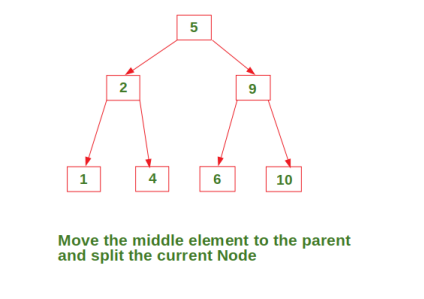 5
2 9
1 4 6 10
Move the middle element to the parent
and split the current Node